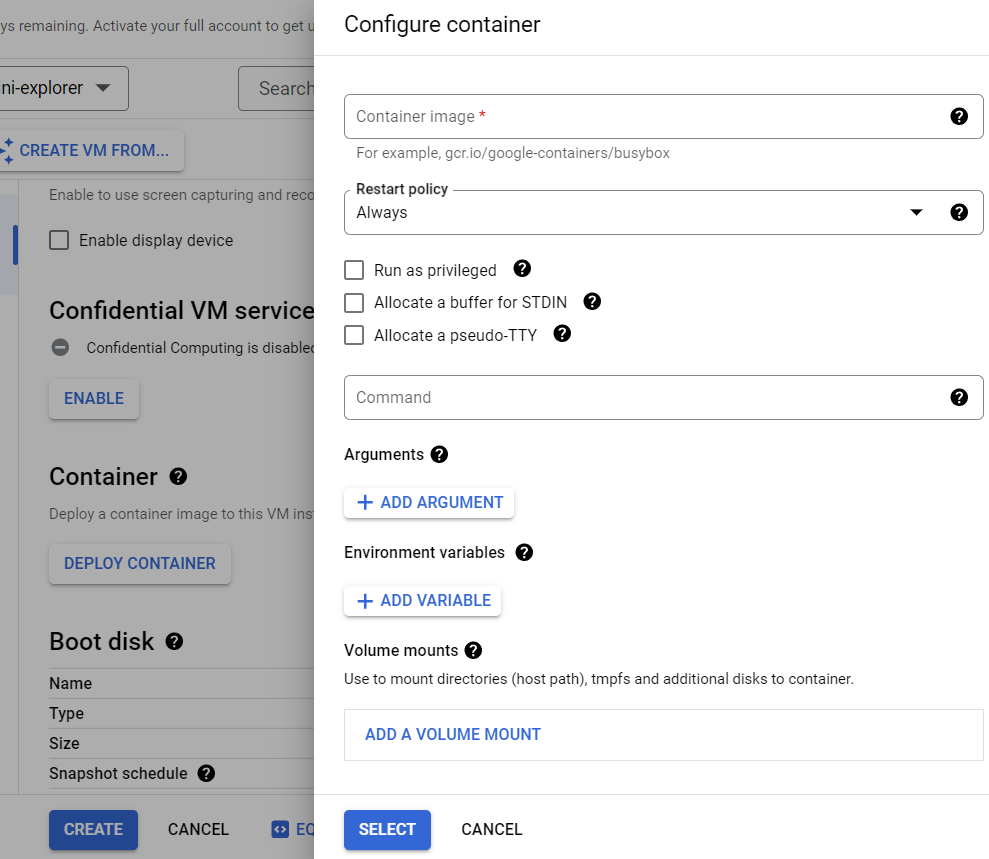 ys remaining. Activate your full account to get u
ni-explorer
Search
CREATE VM FROM...
Enable to use screen capturing and reco
Enable display device
Confidential VM service
Confidential Computing is disabled
ENABLE
Container
Deploy a container image to this VM ins
DEPLOY CONTAINER
Boot disk
Name
Type
Size
Snapshot schedule
CREATE
CANCEL
EQ
Configure container
Container image *
For example, gcr.io/google-containers/busybox
Restart policy
Always
Run as privileged
Allocate a buffer for STDIN
Allocate a pseudo-TTY
Command
Arguments
+ ADD ARGUMENT
Environment variables
+ ADD VARIABLE
Volume mounts
Use to mount directories (host path), tmpfs and additional disks to container.
ADD A VOLUME MOUNT
SELECT
CANCEL